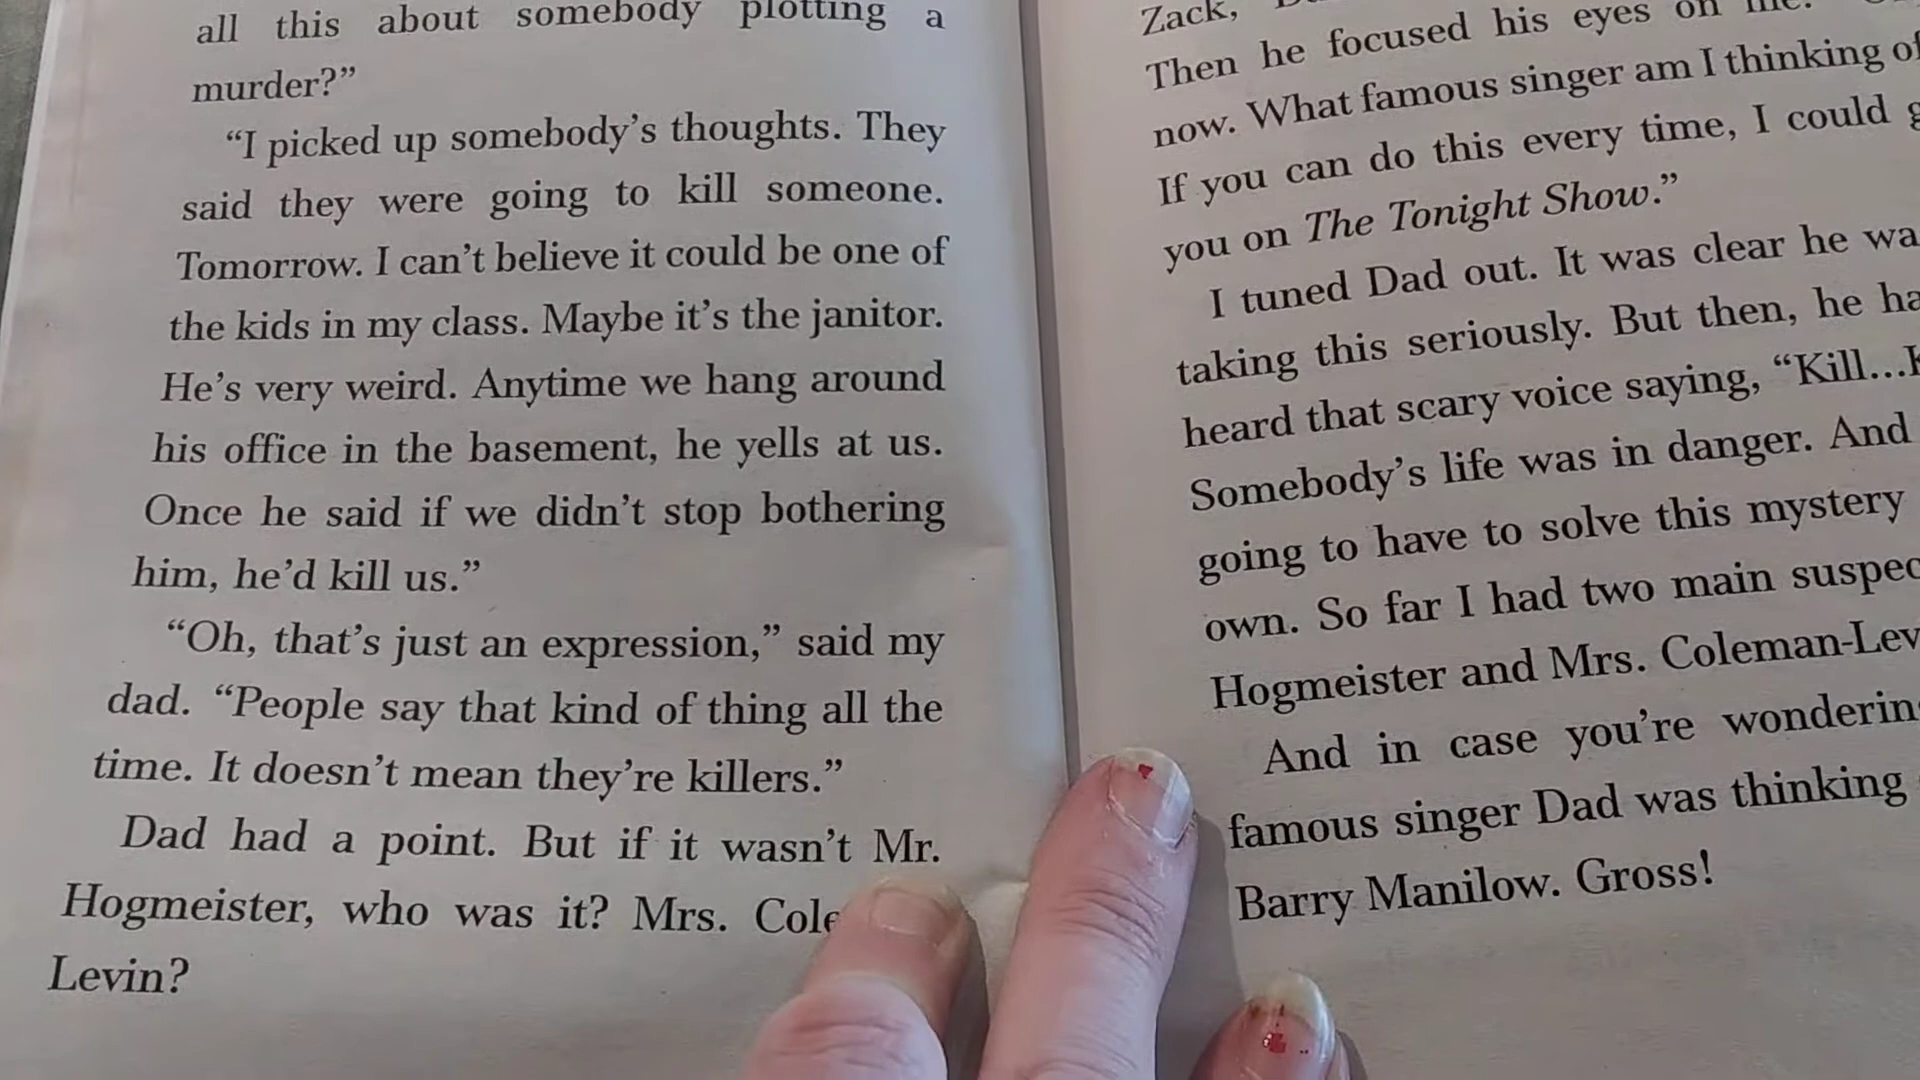 all this about somebody plotting a
murder?”
“I picked up somebody’s thoughts. They
said they were going to kill someone.
Tomorrow. I can’t believe it could be one of
the kids in my class. Maybe it’s the janitor.
He’s very weird. Anytime we hang around
his office in the basement, he yells at us.
Once he said if we didn’t stop bothering
him, he’d kill us.”
“Oh, that’s just an expression,” said my
dad. “People say that kind of thing all the
time. It doesn’t mean they’re killers.”
Dad had a point. But if it wasn’t Mr.
Hogmeister, who was it? Mrs.
Levin?
Zack,
Then he focused his eyes on
now. What famous singer am I thinking
If you can do this every time, I could
you on The Tonight Show.”
I tuned Dad out. It was clear he
taking this seriously. But then, he
heard that scary voice saying, “Kill...
Somebody’s life was in danger. And
going to have to solve this mystery
own. So far I had two main
Hogmeister and Mrs.
And in case you’re
famous singer Dad was thinking
Barry Manilow. Gross!